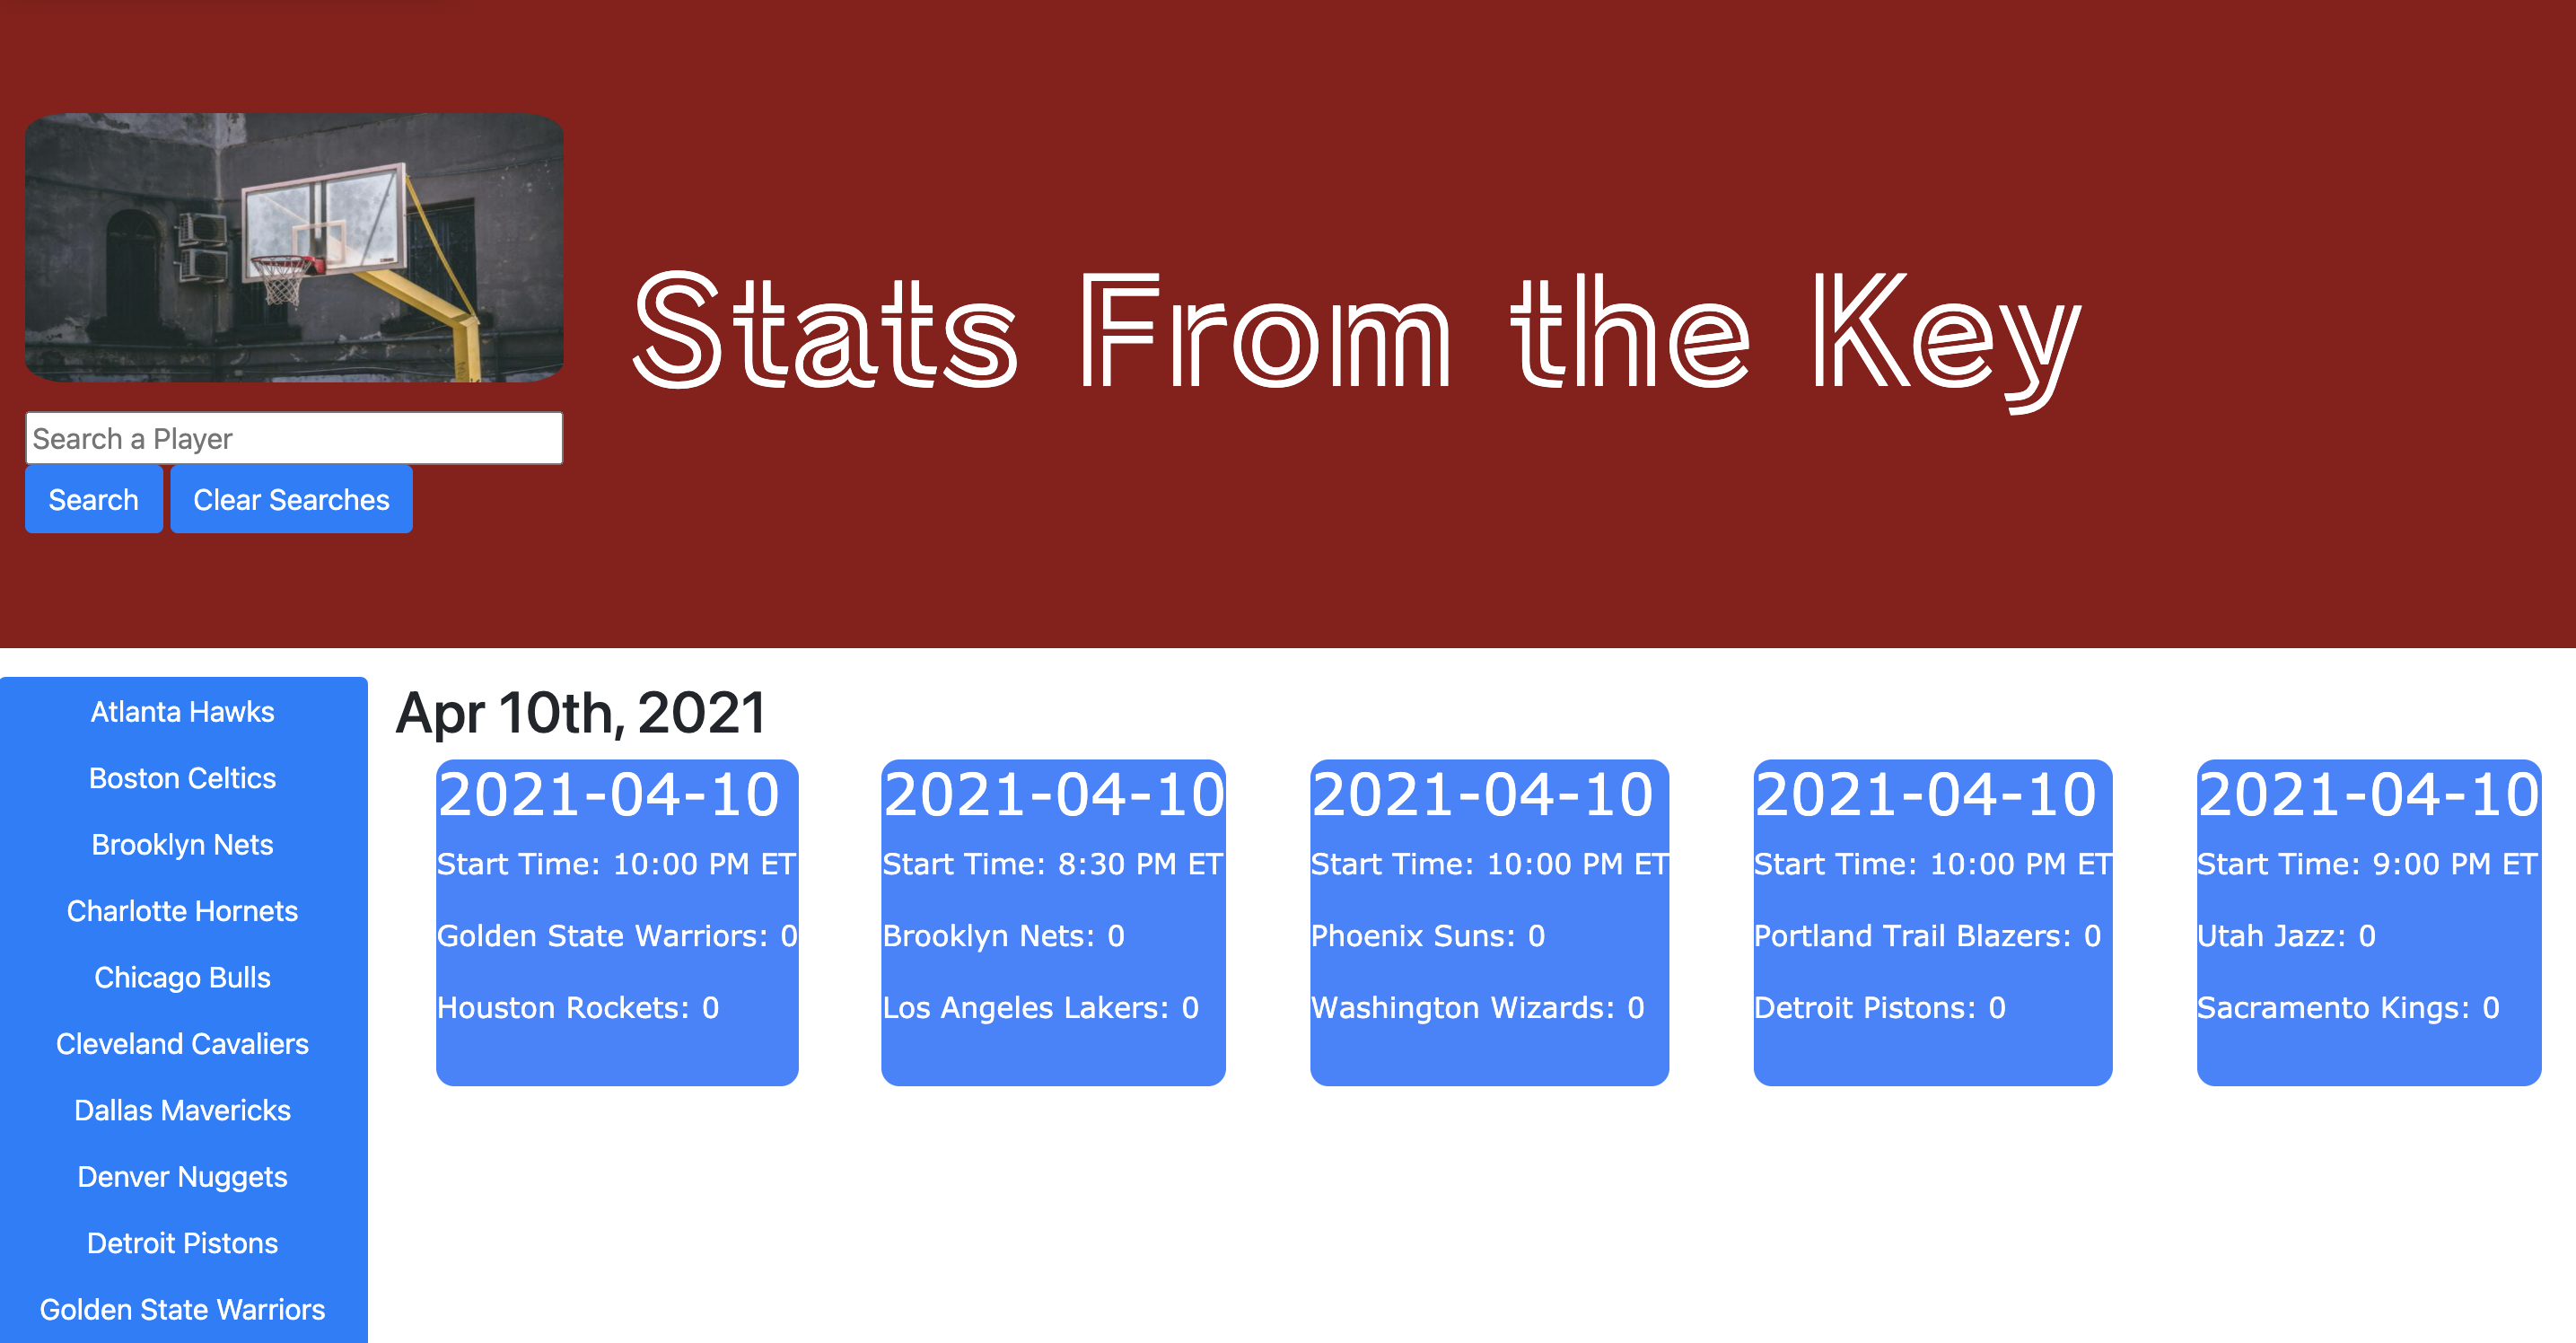 Stats From the Key
Search a Player
Search
Clear Searches
Atlanta Hawks
Boston Celtics
Brooklyn Nets
Charlotte Hornets
Chicago Bulls
Cleveland Cavaliers
Dallas Mavericks
Denver Nuggets
Detroit Pistons
Golden State Warriors
Apr 10th, 2021
2021-04-10
Start Time: 10:00 PM ET
Golden State Warriors: 0
Houston Rockets: 0
2021-04-10
Start Time: 8:30 PM ET
Brooklyn Nets: 0
Los Angeles Lakers: 0
2021-04-10
Start Time: 10:00 PM ET
Phoenix Suns: 0
Washington Wizards: 0
2021-04-10
Start Time: 10:00 PM ET
Portland Trail Blazers: 0
Detroit Pistons: 0
2021-04-10
Start Time: 9:00 PM ET
Utah Jazz: 0
Sacramento Kings: 0